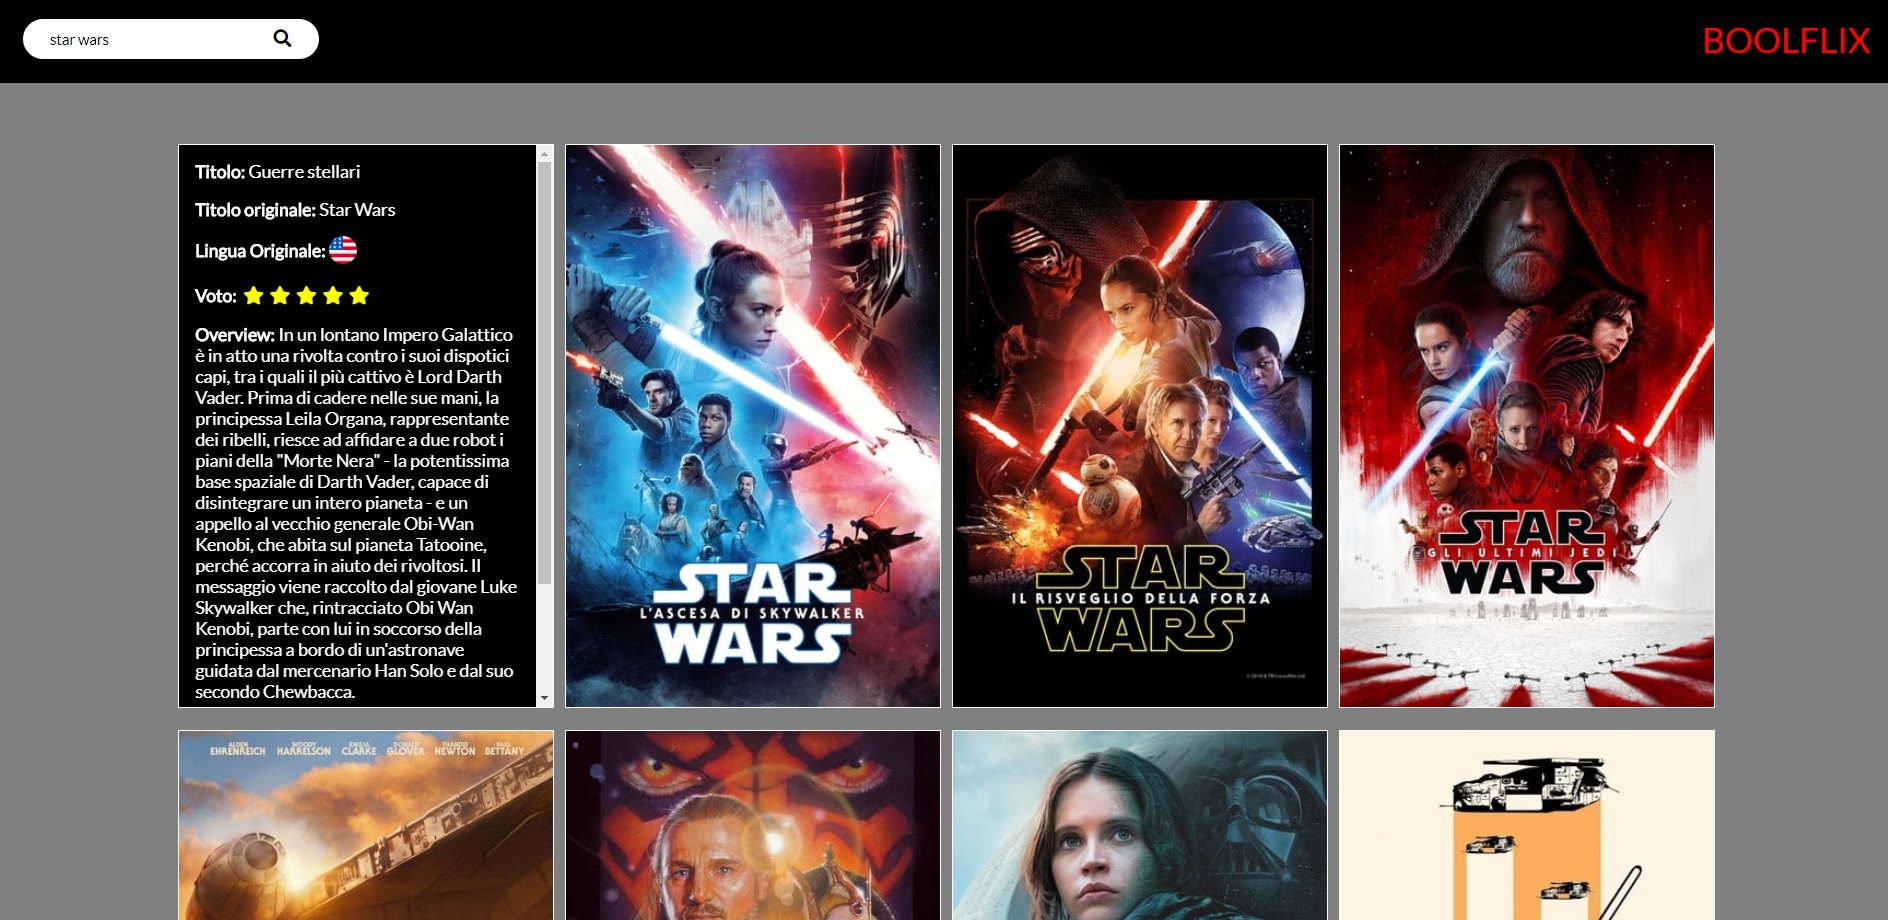 star wars
BOOLFLIX
Titolo: Guerre stellari
Titolo originale: Star Wars
Lingua Originale:
Voto:
Overview: In un lontano Impero Galattico
è in atto una rivolta contro i suoi dispotici
capi, tra i quali il più cattivo è Lord Darth
Vader. Prima di cadere nelle sue mani, la
principessa Leila Organa, rappresentante
dei ribelli, riesce ad affidare a due robot i
piani della "Morte Nera" - la potentissima
base spaziale di Darth Vader, capace di
disintegrare un intero pianeta - e un
appello al vecchio generale Obi-Wan
Kenobi, che abita sul pianeta Tatooine,
perché accorra in aiuto dei rivoltosi. Il
messaggio viene raccolto dal giovane Luke
Skywalker che, rintracciato Obi Wan
Kenobi, parte con lui in soccorso della
principessa a bordo di un'astronave
guidata dal mercenario Han Solo e dal suo
secondo Chewbacca.
STAR
L'ASCESA DI SKYWALKER
WARS
STAR
IL RISVEGLIO DELLA FORZA
WARS
STAR
GLI ULTIMI JEDI
WARS
ALDEN EHRENREICH WOODY HARRELSON EMILIA CLARKE DONALD GLOVER THANDIE NEWTON PAUL BETTANY